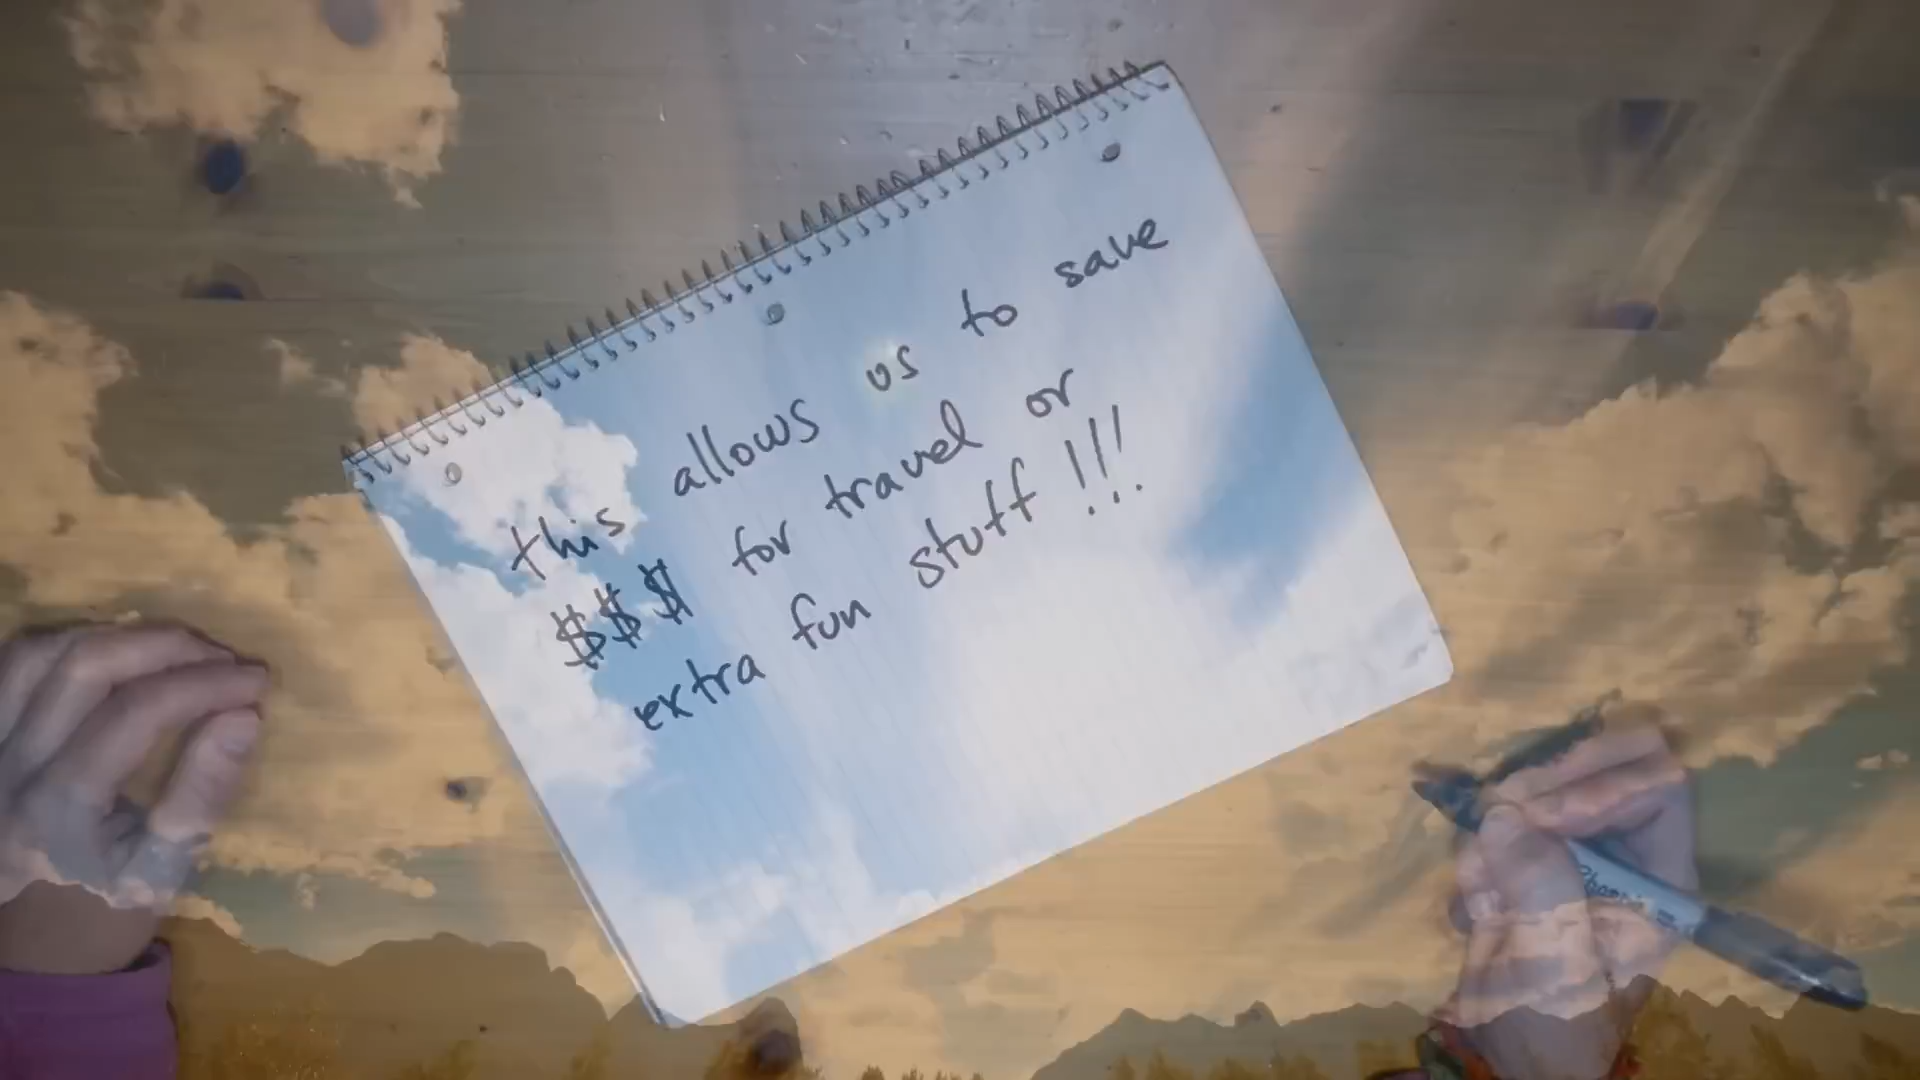 this allows us to save
$$$ for travel or
extra fun stuff !!!